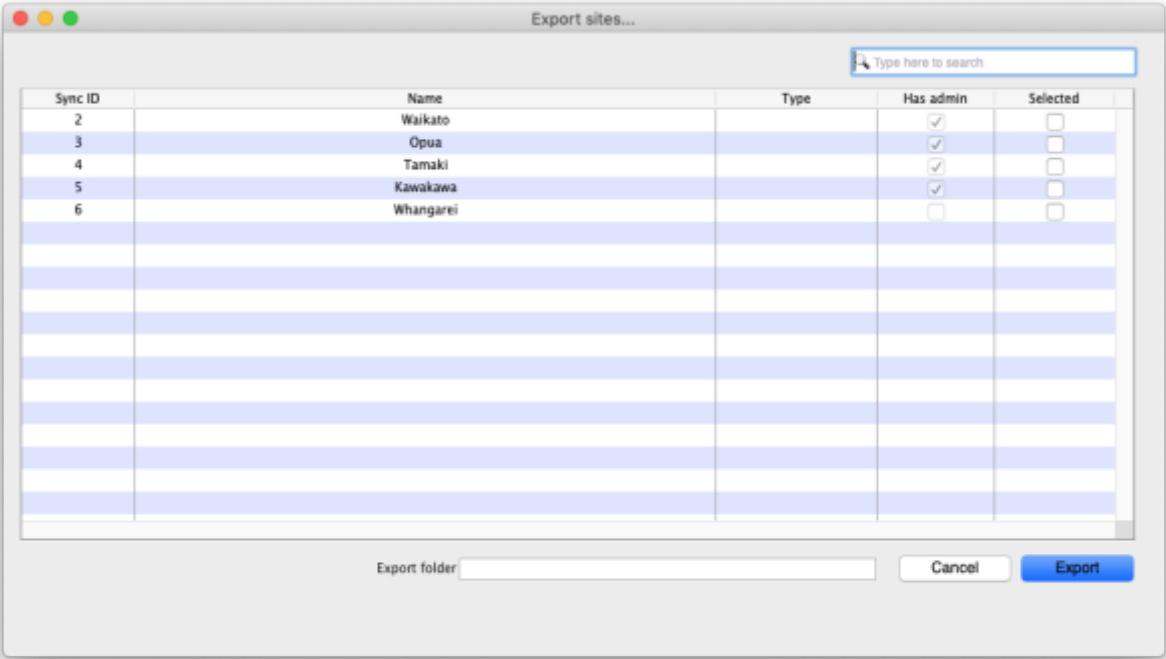 Export sites...
Type here to search
Sync ID Name Type Has admin Selected
2 Waikato
3 Opua
4 Tamaki
5 Kawakawa
6 Whangarei
Export folder Cancel Export